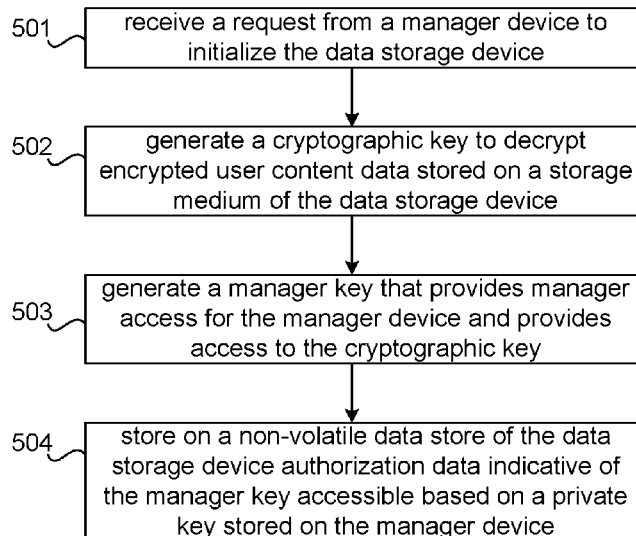 501
receive a request from a manager device to
initialize the data storage device
502
generate a cryptographic key to decrypt
encrypted user content data stored on a storage
medium of the data storage device
503
generate a manager key that provides manager
access for the manager device and provides
access to the cryptographic key
504
store on a non-volatile data store of the data
storage device authorization data indicative of
the manager key accessible based on a private
key stored on the manager device